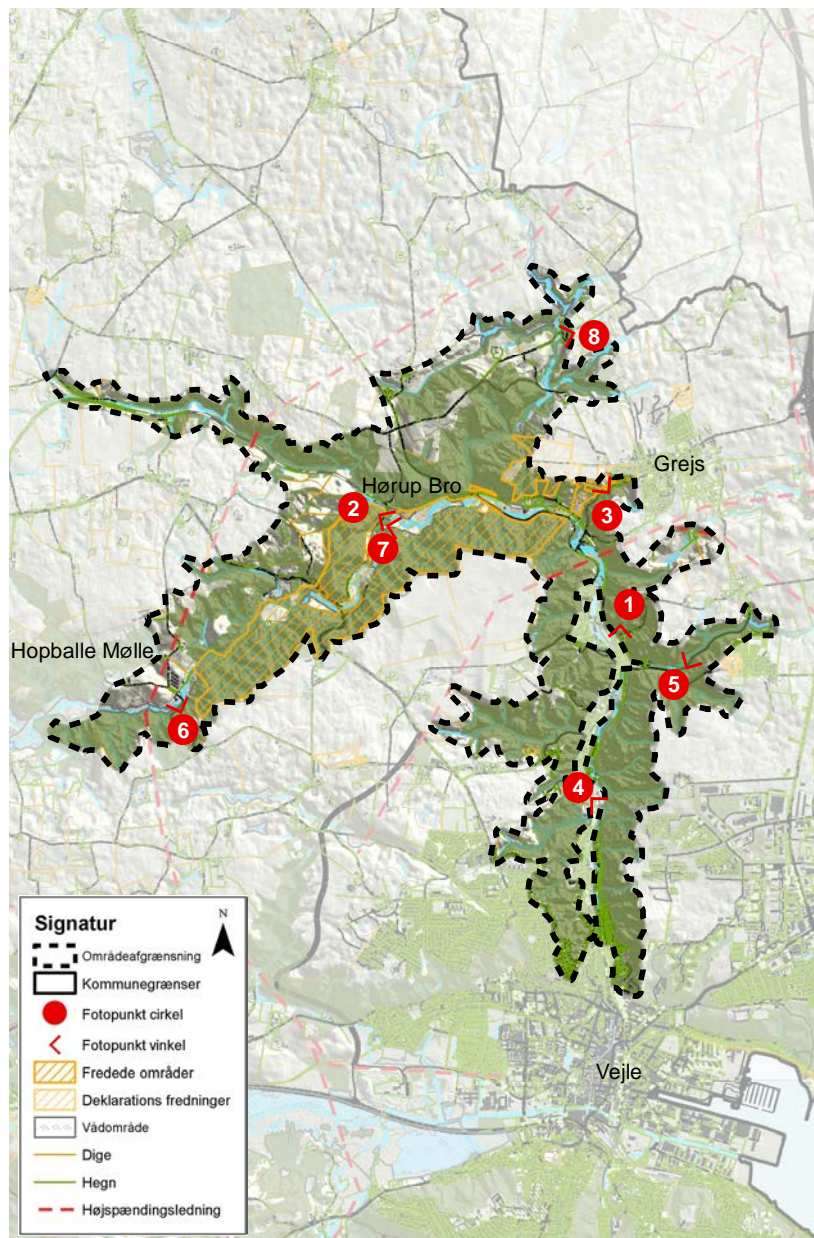 8
Grejs
Hørup Bro
2
3
7
1
Hopballe Mølle
5
6
4
Signatur
N
Områdeafgrænsning
Kommunegrænser
Fotopunkt cirkel
Fotopunkt vinkel
Fredede områder
Deklarations fredninger
Vådområde
Dige
Hegn
Højspændingsledning
Vejle